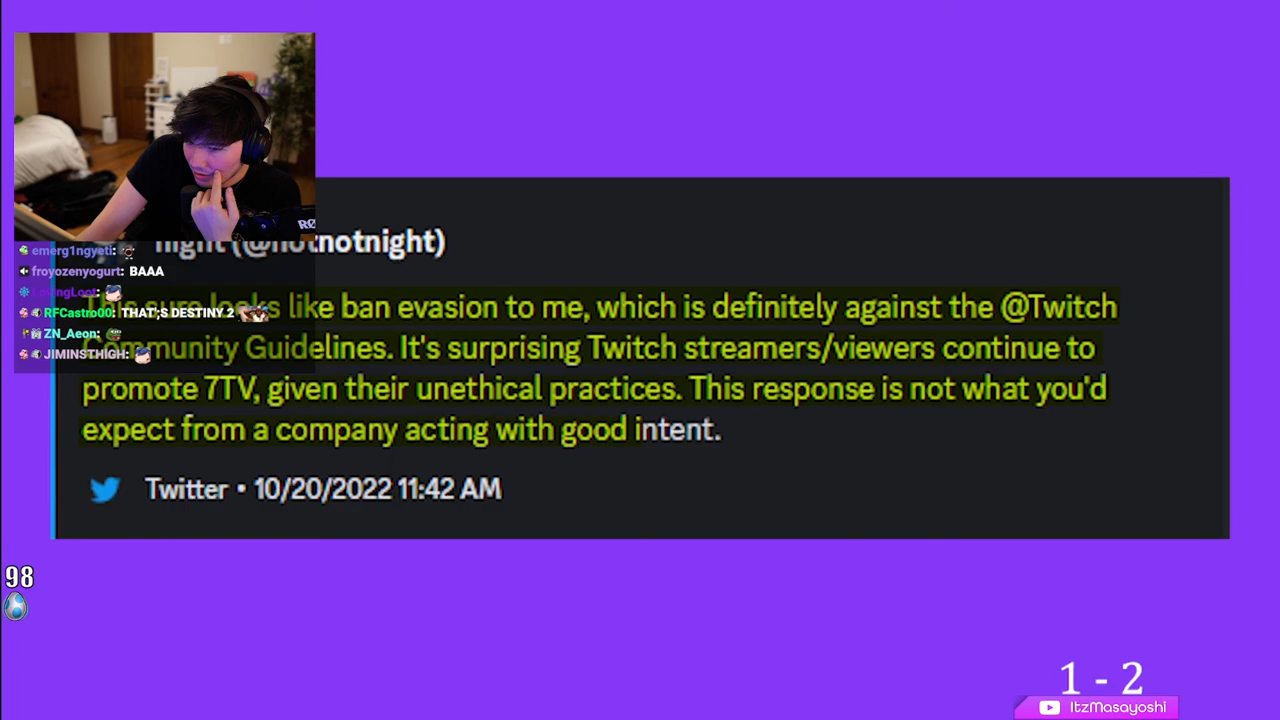 night (@notnotnight)
emerg1ngyeti:
froyozenyogurt: BAAA
RFCastro00: THAT';S DESTINY 2
ZN_Aeon:
JIMINSTHIGH:
This sure looks like ban evasion to me, which is definitely against the @Twitch
Community Guidelines. It's surprising Twitch streamers/viewers continue to
promote 7TV, given their unethical practices. This response is not what you'd
expect from a company acting with good intent.
Twitter • 10/20/2022 11:42 AM
98
1 - 2
ItzMasayoshi